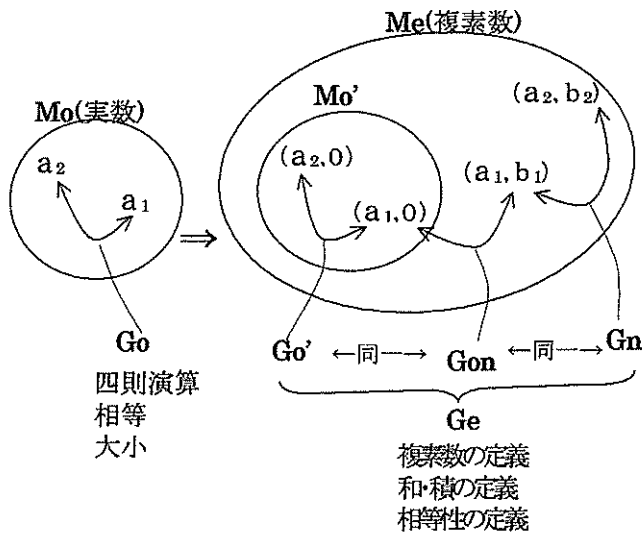 Me(複素数)
Mo(実数)
Mo'
(a₂,b₂)
a₂
(a₂,0)
(a₁,b₁)
a₁
(a₁,0)
⇒
Go
Go' ←同→ Gon ←同→ Gn
四則演算
相等
大小
Ge
複素数の定義
和・積の定義
相等性の定義